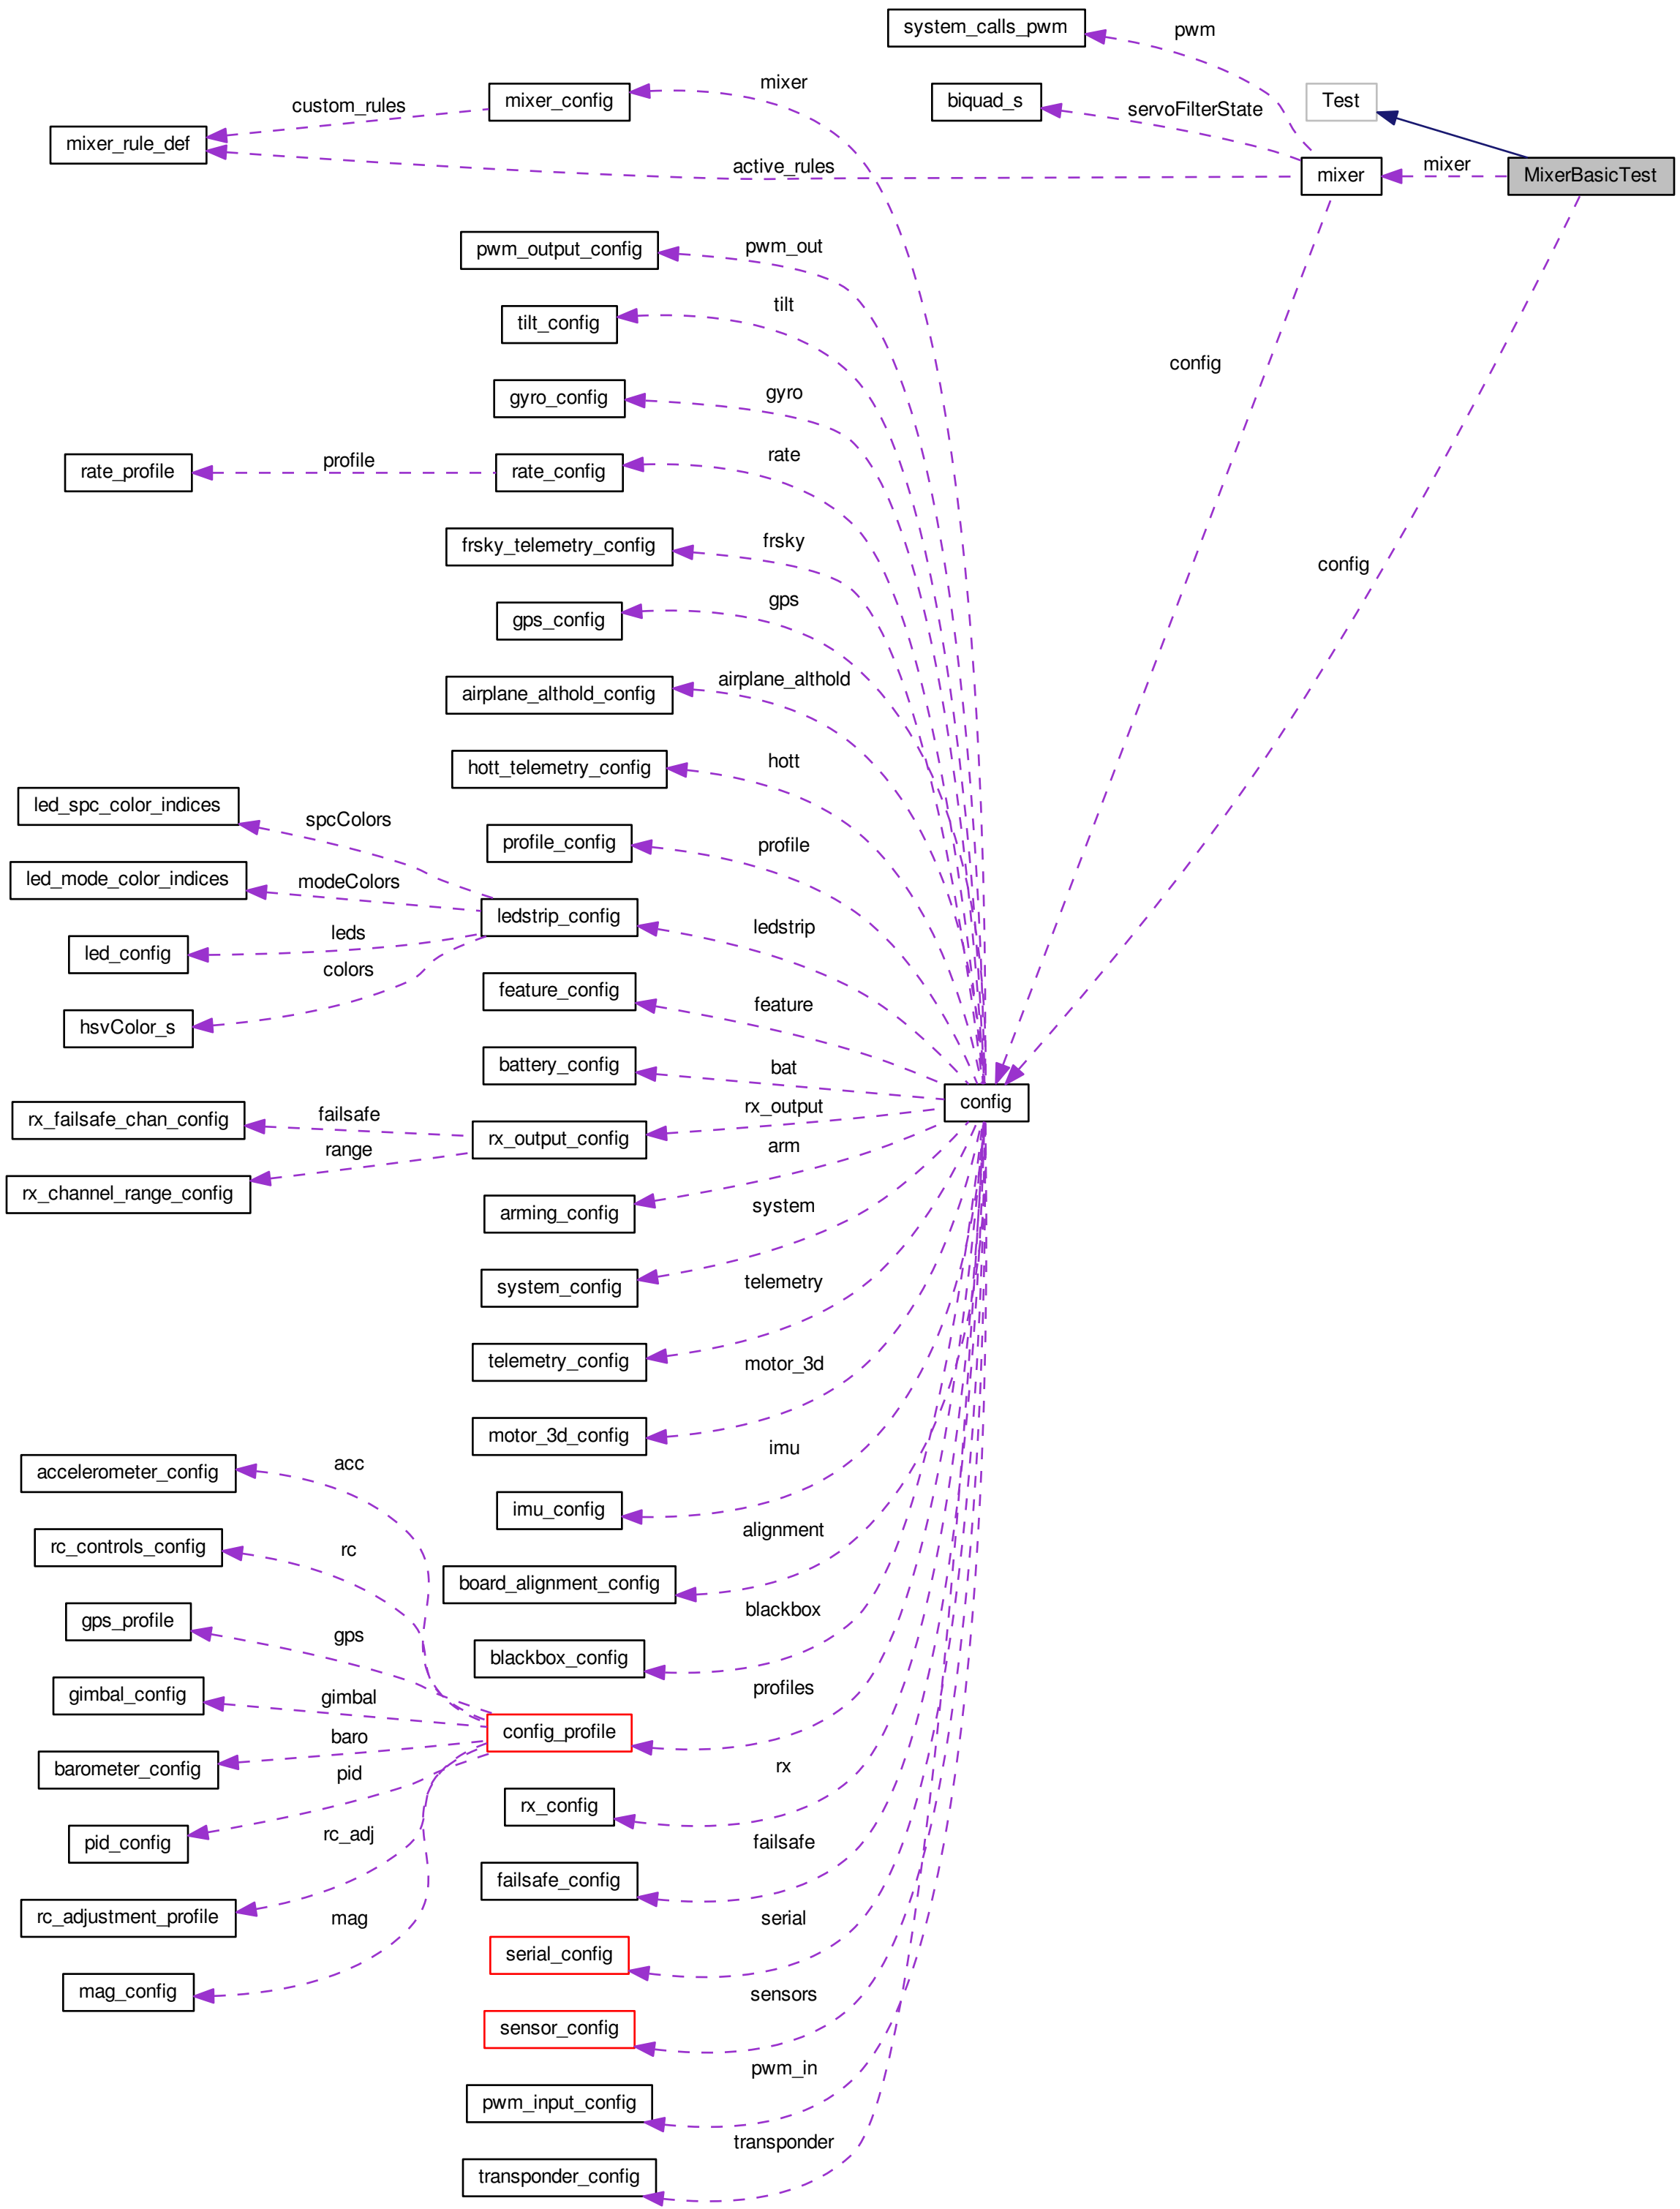 system_calls_pwm
pwm
mixer
mixer_config
custom_rules
biquad_s
servoFilterState
Test
mixer_rule_def
active_rules
mixer
mixer
MixerBasicTest
pwm_output_config
pwm_out
tilt_config
tilt
config
gyro_config
gyro
rate_profile
profile
rate_config
rate
frsky_telemetry_config
frsky
config
gps_config
gps
airplane_althold_config
airplane_althold
hott_telemetry_config
hott
led_spc_color_indices
spcColors
profile_config
profile
led_mode_color_indices
modeColors
ledstrip_config
ledstrip
led_config
leds
colors
feature_config
feature
hsvColor_s
battery_config
bat
config
rx_failsafe_chan_config
failsafe
rx_output_config
rx_output
range
arm
rx_channel_range_config
arming_config
system
system_config
telemetry
telemetry_config
motor_3d
motor_3d_config
accelerometer_config
acc
imu
imu_config
rc_controls_config
rc
alignment
board_alignment_config
gps_profile
gps
blackbox
blackbox_config
gimbal_config
gimbal
profiles
config_profile
barometer_config
baro
pid
rx
rx_config
pid_config
rc_adj
failsafe
failsafe_config
rc_adjustment_profile
mag
serial
serial_config
mag_config
sensors
sensor_config
pwm_in
pwm_input_config
transponder
transponder_config